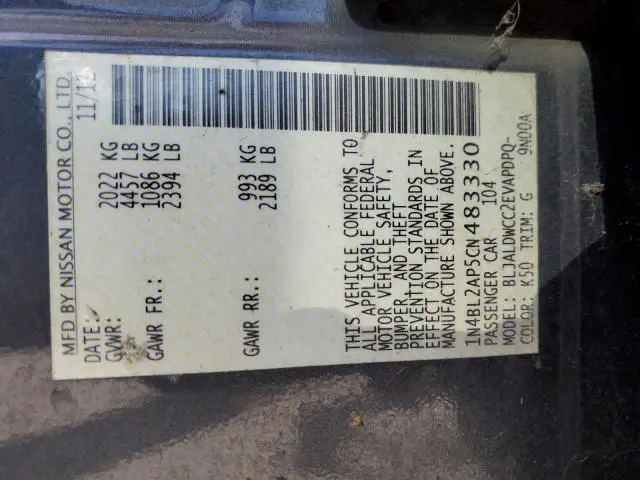 MFD BY NISSAN MOTOR CO., LTD.
DATE: 11/11
GVWR: 2022 KG
4457 LB
GAWR FR.: 1086 KG
2394 LB
GAWR RR.: 993 KG
2189 LB
THIS VEHICLE CONFORMS TO
ALL APPLICABLE FEDERAL
MOTOR VEHICLE SAFETY,
BUMPER, AND THEFT
PREVENTION STANDARDS IN
EFFECT ON THE DATE OF
MANUFACTURE SHOWN ABOVE.
1N4BL2AP5CN483330
PASSENGER CAR 104
MODEL: BLJALDWCCZEVAPDPQ-
COLOR: K50 TRIM: G 9N00A